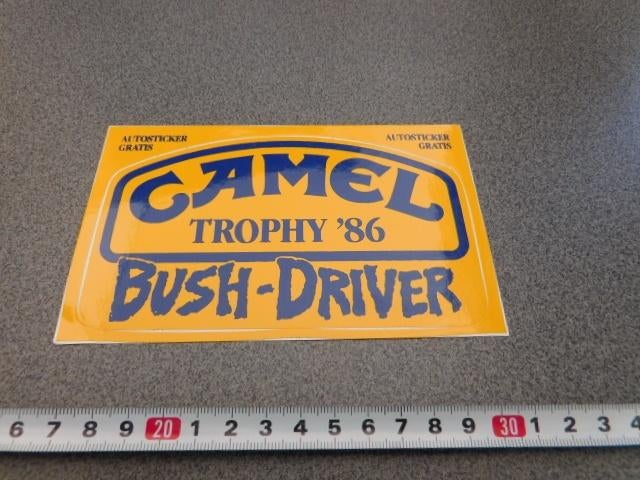 AUTOSTICKER GRATIS
AUTOSTICKER GRATIS
CAMEL
TROPHY '86
BUSH-DRIVER
6 7 8 9 20 1 2 3 4 5 6 7 8 9 30 1 2 3 4